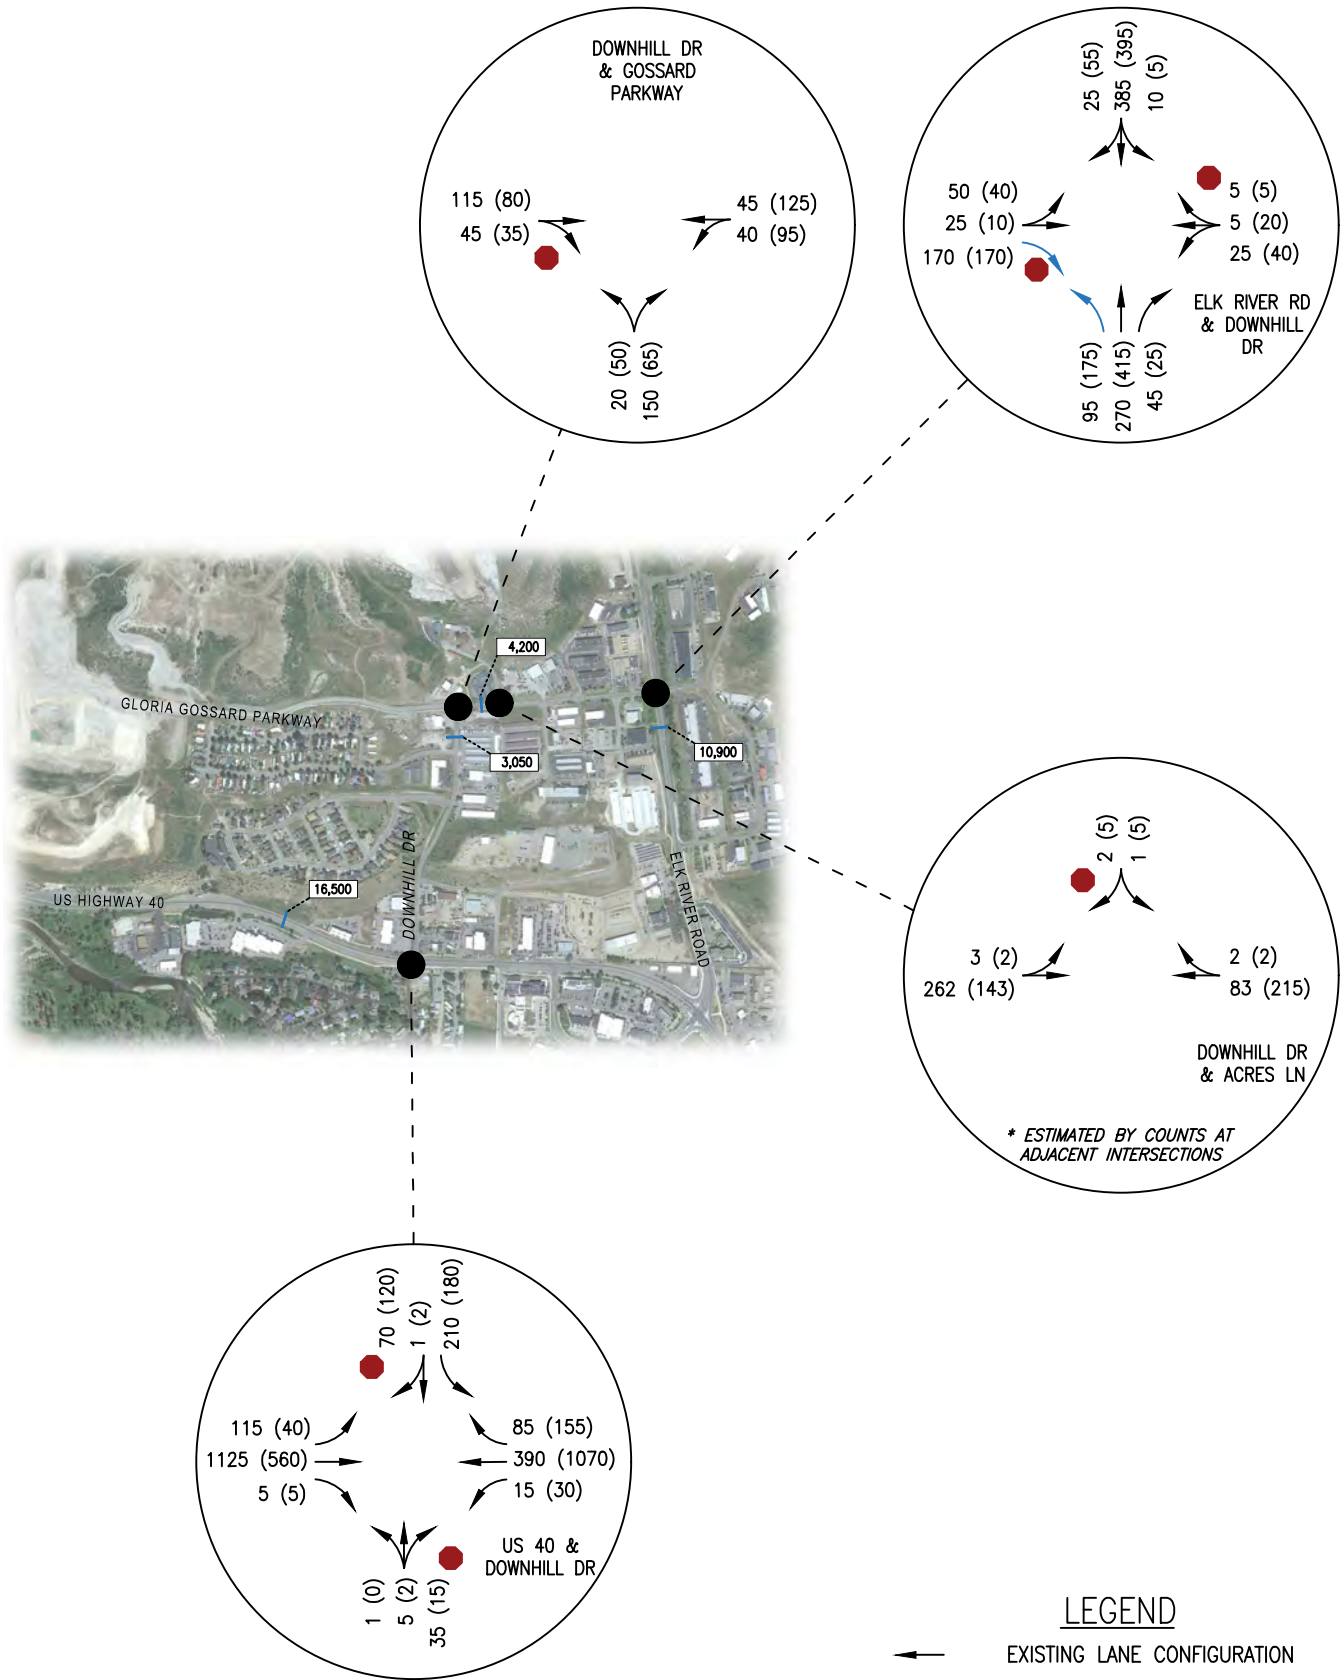 DOWNHILL DR
& GOSSARD
PARKWAY
115 (80)
45 (35)
45 (125)
40 (95)
20 (50)
150 (65)
25 (55)
385 (395)
10 (5)
50 (40)
25 (10)
170 (170)
5 (5)
5 (20)
25 (40)
95 (175)
270 (415)
45 (25)
ELK RIVER RD
& DOWNHILL
DR
4,200
GLORIA GOSSARD PARKWAY
3,050
10,900
16,500
US HIGHWAY 40
DOWNHILL DR
ELK RIVER ROAD
2 (5)
1 (5)
3 (2)
262 (143)
2 (2)
83 (215)
DOWNHILL DR
& ACRES LN
* ESTIMATED BY COUNTS AT
ADJACENT INTERSECTIONS
70 (120)
1 (2)
210 (180)
115 (40)
1125 (560)
5 (5)
85 (155)
390 (1070)
15 (30)
1 (0)
5 (2)
35 (15)
US 40 &
DOWNHILL DR
LEGEND
EXISTING LANE CONFIGURATION